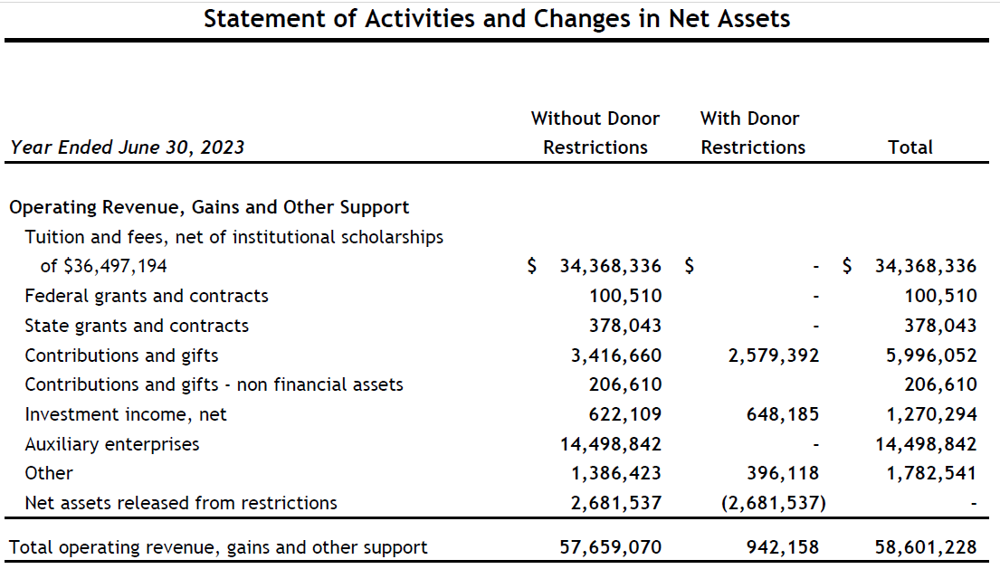 Statement of Activities and Changes in Net Assets
Without Donor With Donor
Year Ended June 30, 2023 Restrictions Restrictions Total
Operating Revenue, Gains and Other Support
Tuition and fees, net of institutional scholarships
of $36,497,194 $ 34,368,336 $ - $ 34,368,336
Federal grants and contracts 100,510 - 100,510
State grants and contracts 378,043 - 378,043
Contributions and gifts 3,416,660 2,579,392 5,996,052
Contributions and gifts - non financial assets 206,610 206,610
Investment income, net 622,109 648,185 1,270,294
Auxiliary enterprises 14,498,842 - 14,498,842
Other 1,386,423 396,118 1,782,541
Net assets released from restrictions 2,681,537 (2,681,537) -
Total operating revenue, gains and other support 57,659,070 942,158 58,601,228